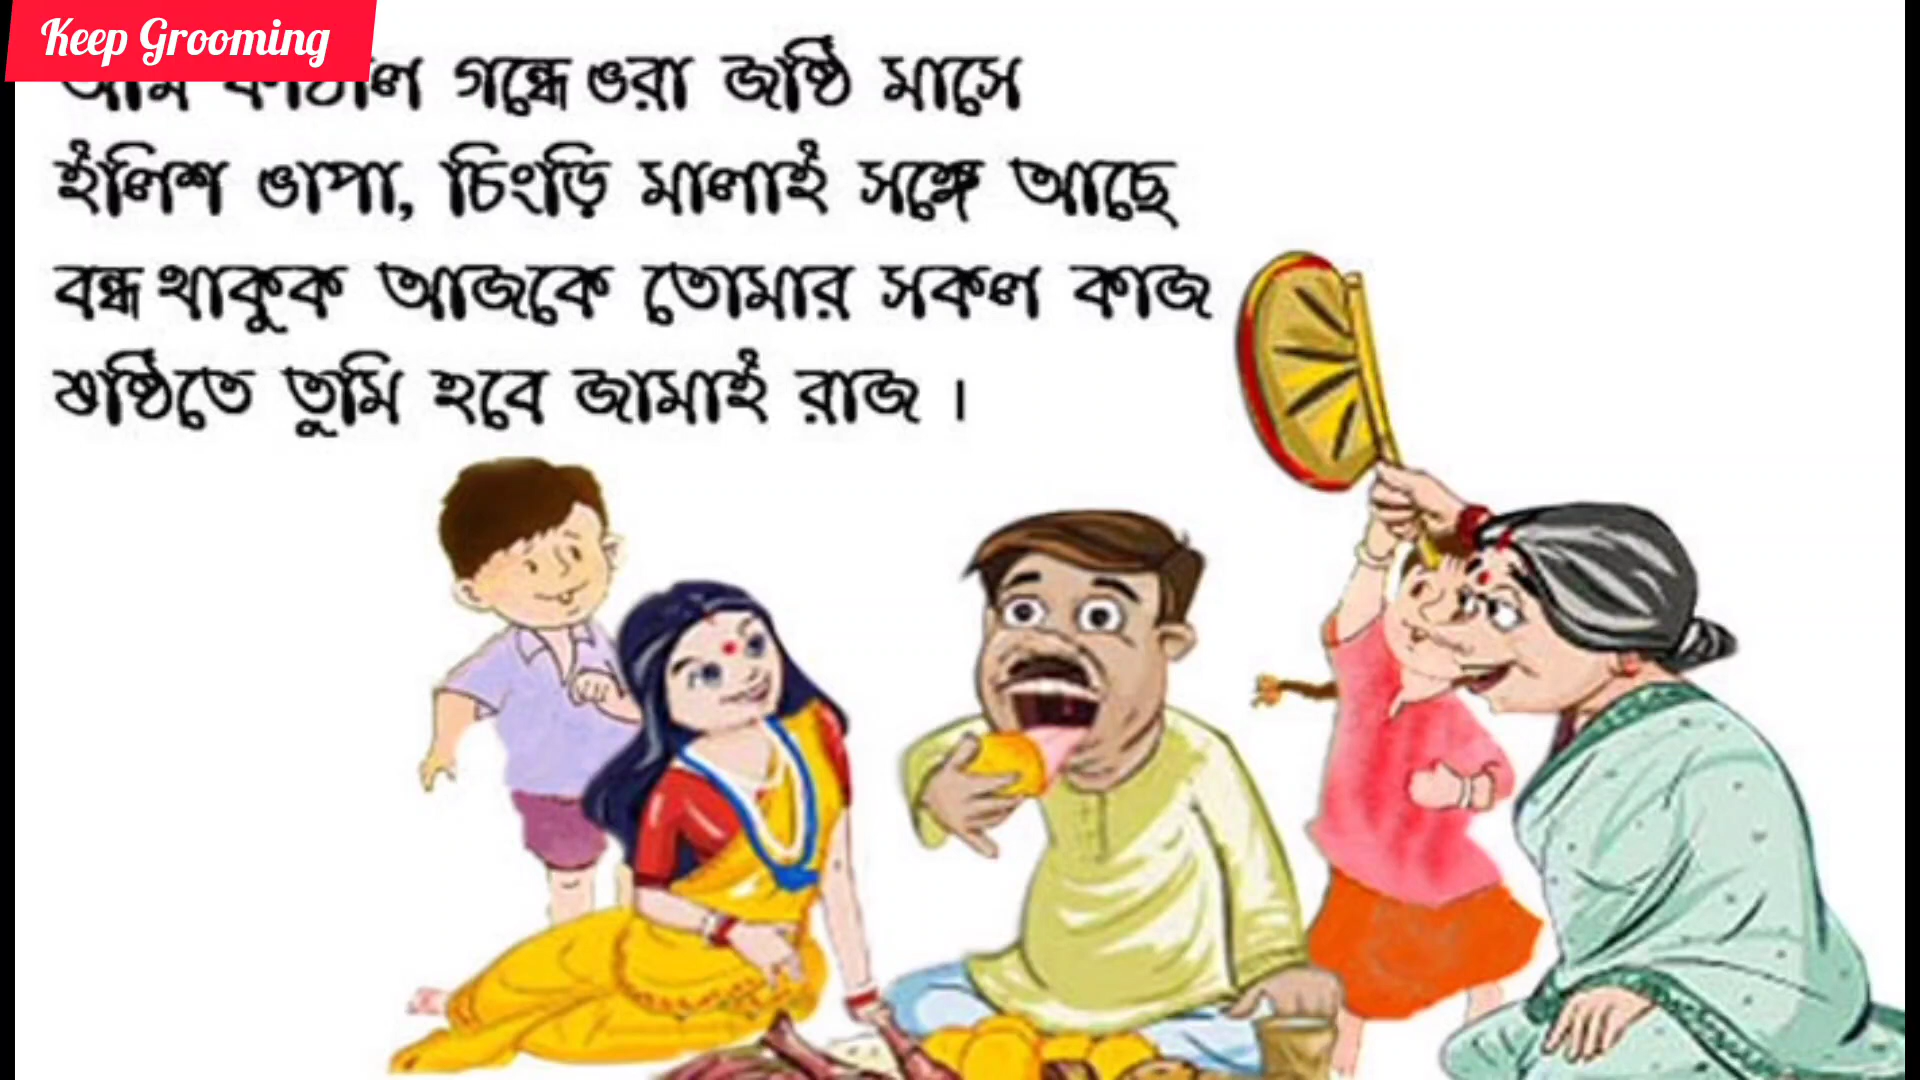 Keep Grooming
গন্ধে ভরা জষ্ঠি মাসে
ইলিশ ভাপা, চিংড়ি মালাই সঙ্গে আছে
বন্ধ থাকুক আজকে তোমার সকল কাজ
ষষ্ঠিতে তুমি হবে জামাই রাজ ।